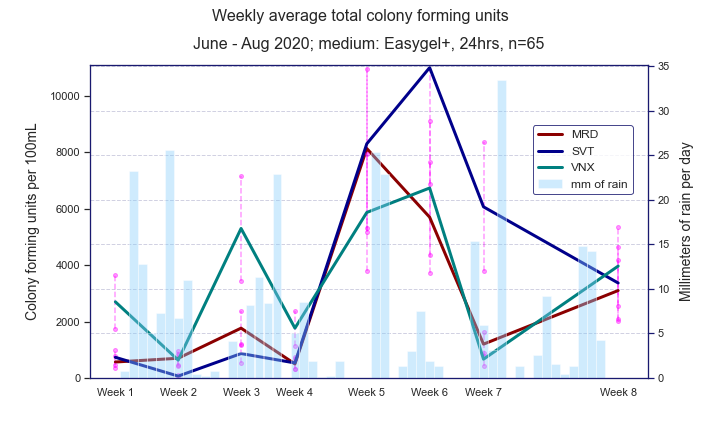 Weekly average total colony forming units
June - Aug 2020; medium: Easygel+, 24hrs, n=65
Colony forming units per 100mL
10000
8000
6000
4000
2000
0
35
30
25
20
15
10
5
0
Millimeters of rain per day
MRD
SVT
VNX
mm of rain
Week 1
Week 2
Week 3
Week 4
Week 5
Week 6
Week 7
Week 8